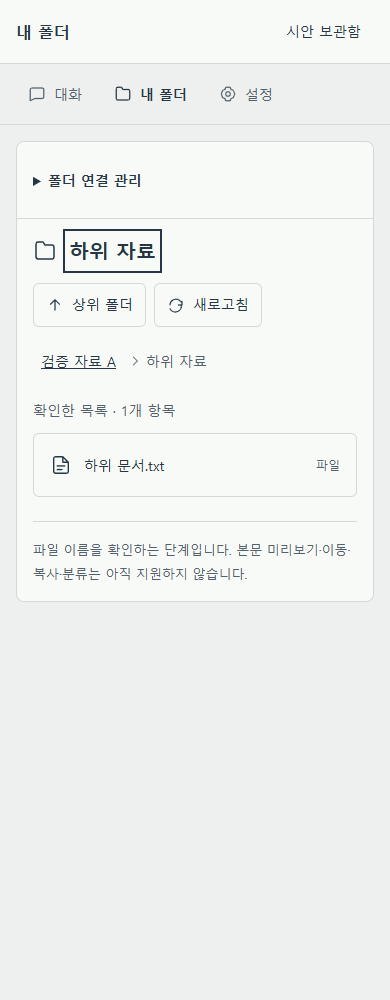 내 폴더
시안 보관함
대화
내 폴더
설정
폴더 연결 관리
하위 자료
상위 폴더
새로고침
검증 자료 A > 하위 자료
확인한 목록 · 1개 항목
하위 문서.txt
파일
파일 이름을 확인하는 단계입니다. 본문 미리보기·이동·
복사·분류는 아직 지원하지 않습니다.